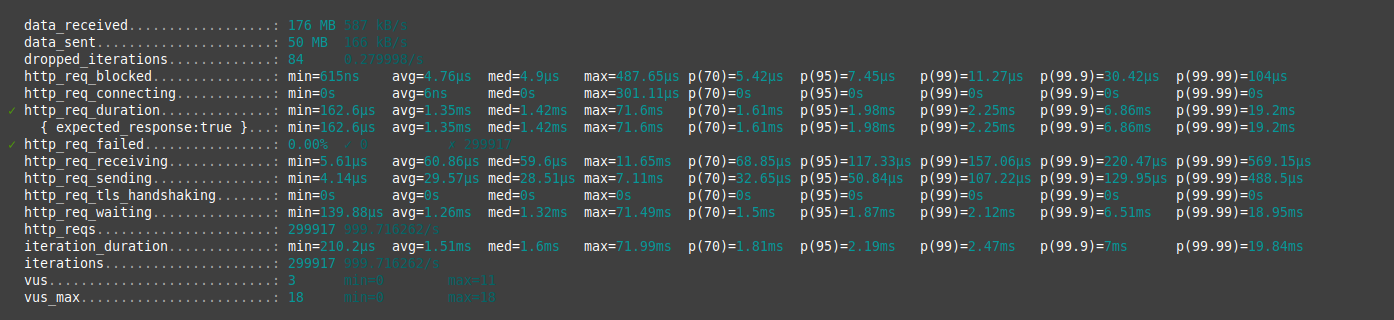 data_received..................: 176 MB 587 kB/s
data_sent......................: 50 MB  166 kB/s
dropped_iterations.............: 84     0.279998/s
http_req_blocked...............: min=615ns    avg=4.76µs  med=4.9µs   max=487.65µs p(70)=5.42µs  p(95)=7.45µs   p(99)=11.27µs  p(99.9)=30.42µs  p(99.99)=104µs
http_req_connecting............: min=0s       avg=6ns     med=0s      max=301.11µs p(70)=0s      p(95)=0s       p(99)=0s       p(99.9)=0s       p(99.99)=0s
✓ http_req_duration..............: min=162.6µs  avg=1.35ms  med=1.42ms  max=71.6ms   p(70)=1.61ms  p(95)=1.98ms   p(99)=2.25ms   p(99.9)=6.86ms   p(99.99)=19.2ms
{ expected_response:true }...: min=162.6µs  avg=1.35ms  med=1.42ms  max=71.6ms   p(70)=1.61ms  p(95)=1.98ms   p(99)=2.25ms   p(99.9)=6.86ms   p(99.99)=19.2ms
✓ http_req_failed................: 0.00%  ✓ 0          ✗ 299917
http_req_receiving.............: min=5.61µs   avg=60.86µs med=59.6µs  max=11.65ms  p(70)=68.85µs p(95)=117.33µs p(99)=157.06µs p(99.9)=220.47µs p(99.99)=569.15µs
http_req_sending...............: min=4.14µs   avg=29.57µs med=28.51µs max=7.11ms   p(70)=32.65µs p(95)=50.84µs  p(99)=107.22µs p(99.9)=129.95µs p(99.99)=488.5µs
http_req_tls_handshaking.......: min=0s       avg=0s      med=0s      max=0s       p(70)=0s      p(95)=0s       p(99)=0s       p(99.9)=0s       p(99.99)=0s
http_req_waiting...............: min=139.88µs avg=1.26ms  med=1.32ms  max=71.49ms  p(70)=1.5ms   p(95)=1.87ms   p(99)=2.12ms   p(99.9)=6.51ms   p(99.99)=18.95ms
http_reqs......................: 299917 999.716262/s
iteration_duration.............: min=210.2µs  avg=1.51ms  med=1.6ms   max=71.99ms  p(70)=1.81ms  p(95)=2.19ms   p(99)=2.47ms   p(99.9)=7ms      p(99.99)=19.84ms
iterations.....................: 299917 999.716262/s
vus............................: 3      min=0        max=11
vus_max........................: 18     min=0        max=18